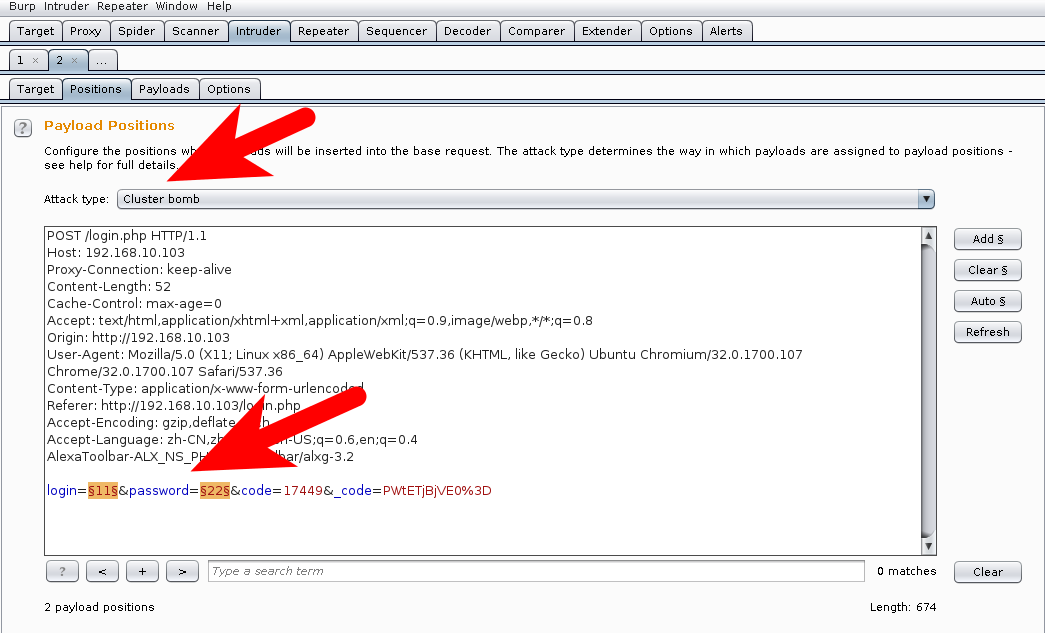 Burp Intruder Repeater Window Help
Target Proxy Spider Scanner Intruder Repeater Sequencer Decoder Comparer Extender Options Alerts
1 × 2 × ...
Target Positions Payloads Options
? Payload Positions
Configure the positions will be inserted into the base request. The attack type determines the way in which payloads are assigned to payload positions -
see help for full details.
Attack type: Cluster bomb
POST /login.php HTTP/1.1
Host: 192.168.10.103
Proxy-Connection: keep-alive
Content-Length: 52
Cache-Control: max-age=0
Accept: text/html,application/xhtml+xml,application/xml;q=0.9,image/webp,*/*;q=0.8
Origin: http://192.168.10.103
User-Agent: Mozilla/5.0 (X11; Linux x86_64) AppleWebKit/537.36 (KHTML, like Gecko) Ubuntu Chromium/32.0.1700.107
Chrome/32.0.1700.107 Safari/537.36
Content-Type: application/x-www-form-urlencoded
Referer: http://192.168.10.103/login.php
Accept-Encoding: gzip,deflate
Accept-Language: zh-CN,zh -US;q=0.6,en;q=0.4
AlexaToolbar-ALX_NS_PH bar/alxg-3.2
login=§11§&password=§22§&code=17449&_code=PWtETjBjVE0%3D
Add §
Clear §
Auto §
Refresh
? < + > Type a search term 0 matches Clear
2 payload positions Length: 674